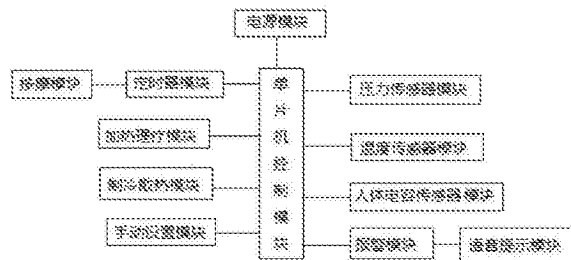 电源模块
按摩模块
定时器模块
单片机控制模块
压力传感器模块
加热理疗模块
温度传感器模块
制冷散热模块
人体电容传感器模块
手动设置模块
报警模块
语音提示模块